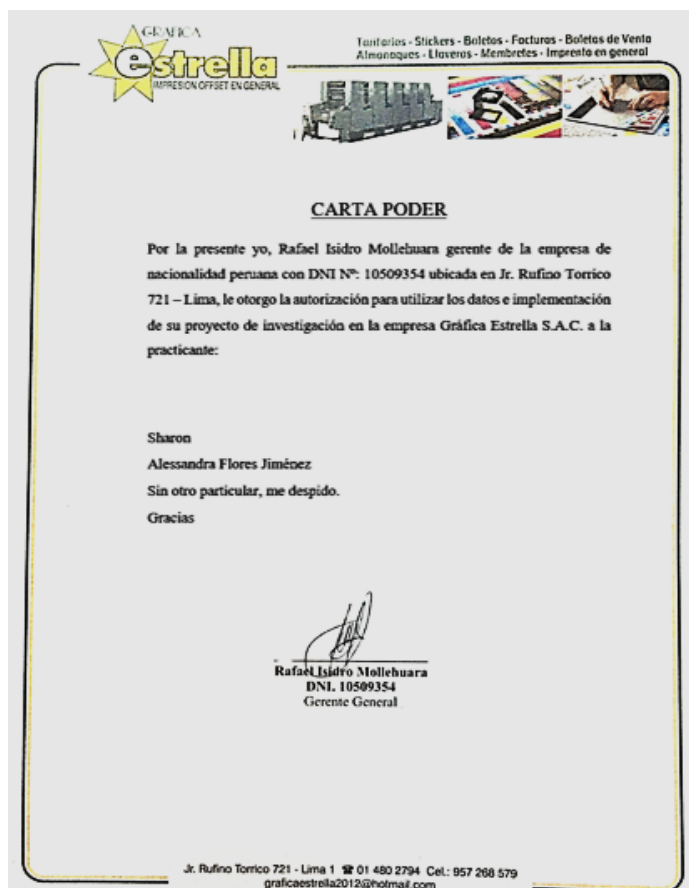 GRAFICA
estrella
IMPRESION OFFSET EN GENERAL
Tarjetarios - Stickers - Boletos - Facturas - Boletas de Venta
Almanaques - Llaveros - Membretes - Imprenta en general
CARTA PODER
Por la presente yo, Rafael Isidro Mollehuara gerente de la empresa de
nacionalidad peruana con DNI Nº: 10509354 ubicada en Jr. Rufino Torrico
721 – Lima, le otorgo la autorización para utilizar los datos e implementación
de su proyecto de investigación en la empresa Gráfica Estrella S.A.C. a la
practicante:
Sharon
Alessandra Flores Jiménez
Sin otro particular, me despido.
Gracias
Rafael Isidro Mollehuara
DNI. 10509354
Gerente General
Jr. Rufino Torrico 721 - Lima 1 ☎ 01 480 2794 Cel.: 957 268 579
graficaestrella2012@hotmail.com